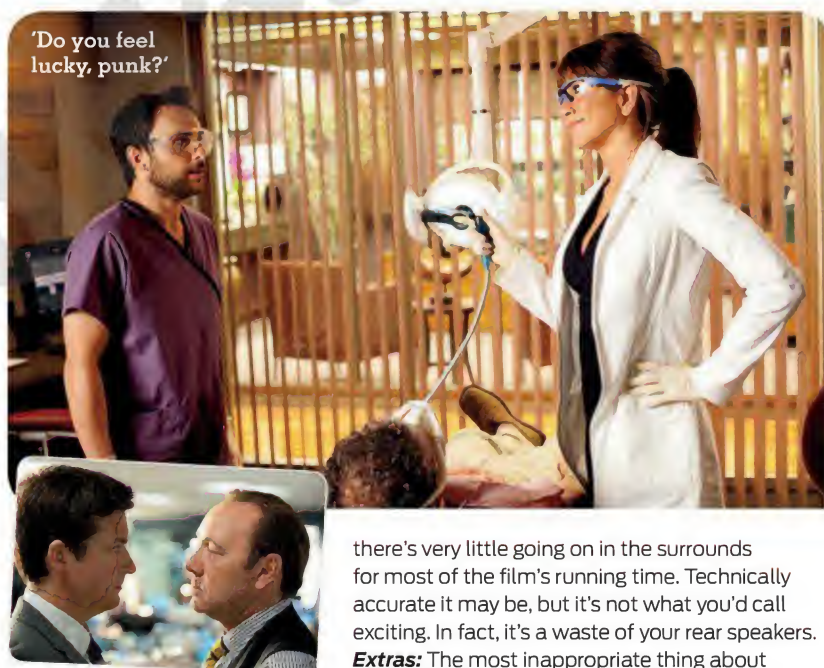 'Do you feel
lucky, punk?'
there's very little going on in the surrounds
for most of the film's running time. Technically
accurate it may be, but it's not what you'd call
exciting. In fact, it's a waste of your rear speakers.
Extras: The most inappropriate thing about